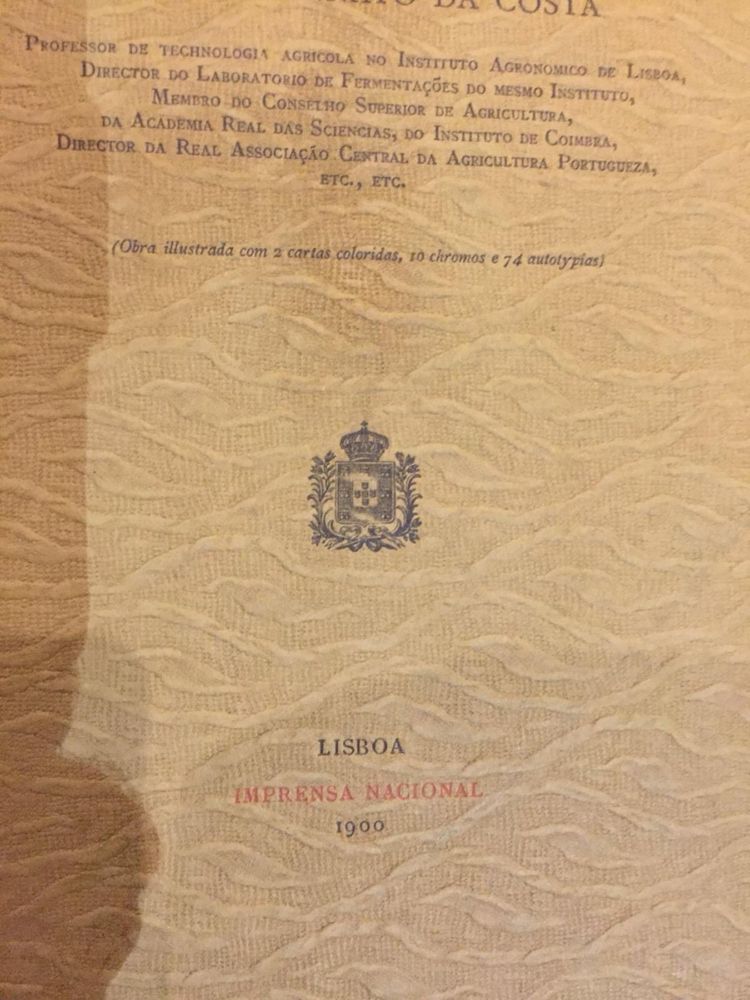 DA COSTA
PROFESSOR DE TECHNOLOGIA AGRICOLA NO INSTITUTO AGRONOMICO DE LISBOA,
DIRECTOR DO LABORATORIO DE FERMENTAÇÕES DO MESMO INSTITUTO,
MEMBRO DO CONSELHO SUPERIOR DE AGRICULTURA,
DA ACADEMIA REAL DAS SCIENCIAS, DO INSTITUTO DE COIMBRA,
DIRECTOR DA REAL ASSOCIAÇÃO CENTRAL DA AGRICULTURA PORTUGUEZA,
ETC., ETC.
(Obra illustrada com 2 cartas coloridas, 10 chromos e 74 autotypias)
LISBOA
IMPRENSA NACIONAL
1900